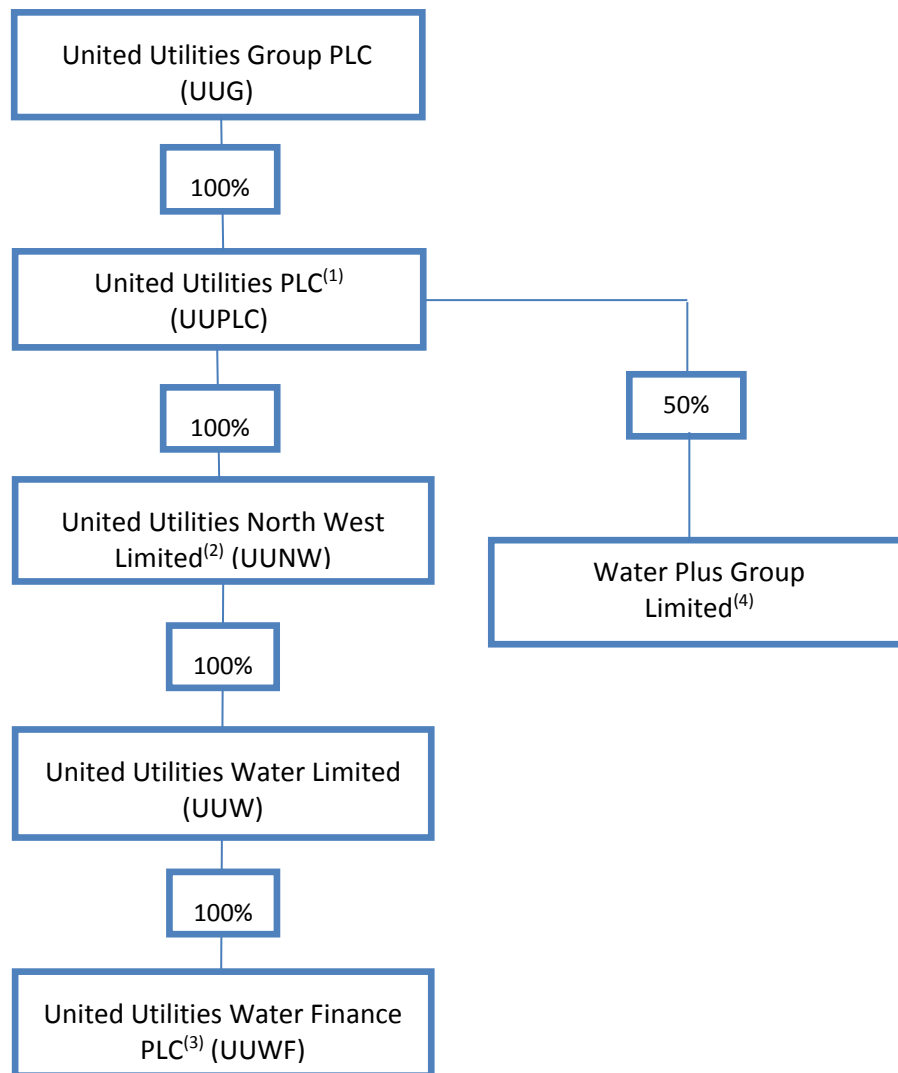 United Utilities Group PLC
(UUG)
100%
United Utilities PLC(1)
(UUPLC)
100%
50%
United Utilities North West
Limited(2) (UUNW)
Water Plus Group
Limited(4)
100%
United Utilities Water Limited
(UUW)
100%
United Utilities Water Finance
PLC(3) (UUWF)